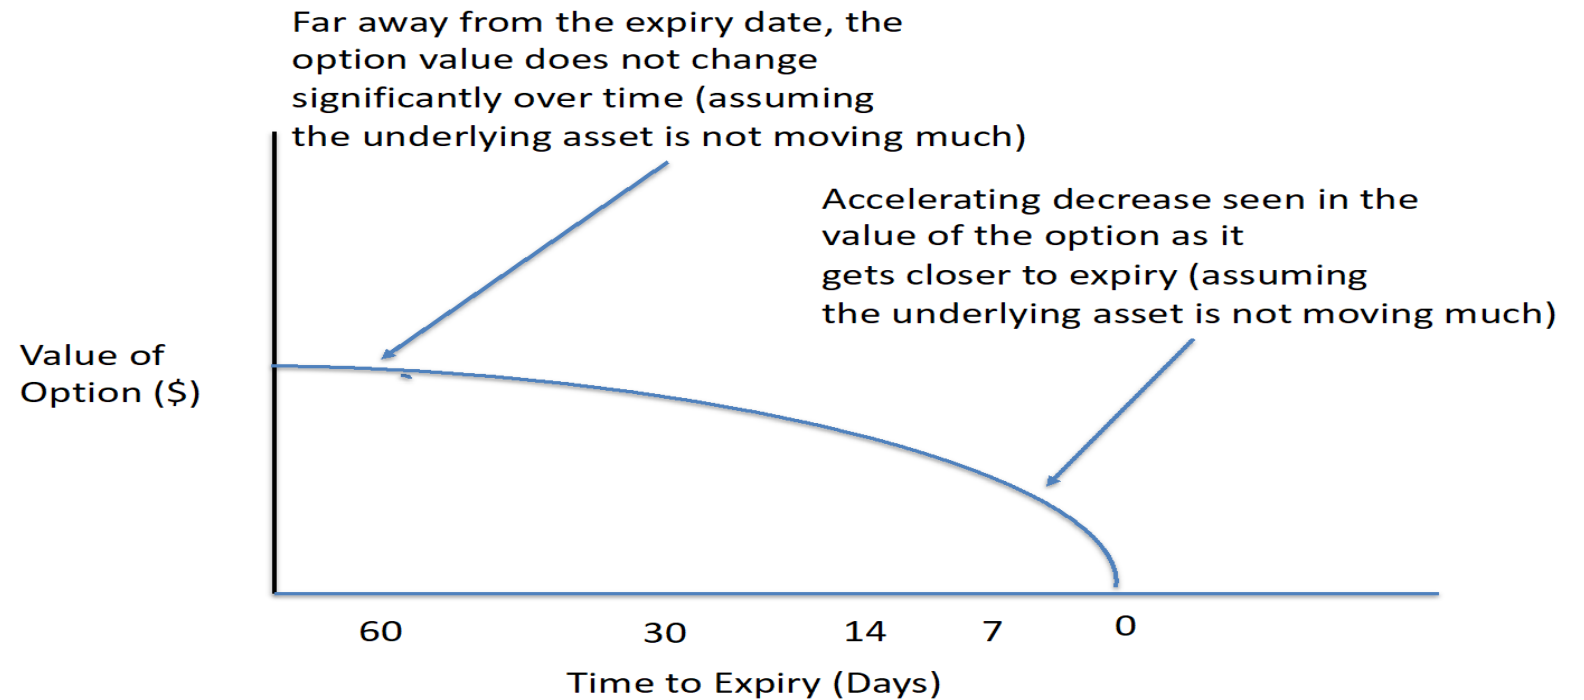 Far away from the expiry date, the
option value does not change
significantly over time (assuming
the underlying asset is not moving much)
Accelerating decrease seen in the
value of the option as it
gets closer to expiry (assuming
the underlying asset is not moving much)
Value of
Option ($)
60 30 14 7 0
Time to Expiry (Days)